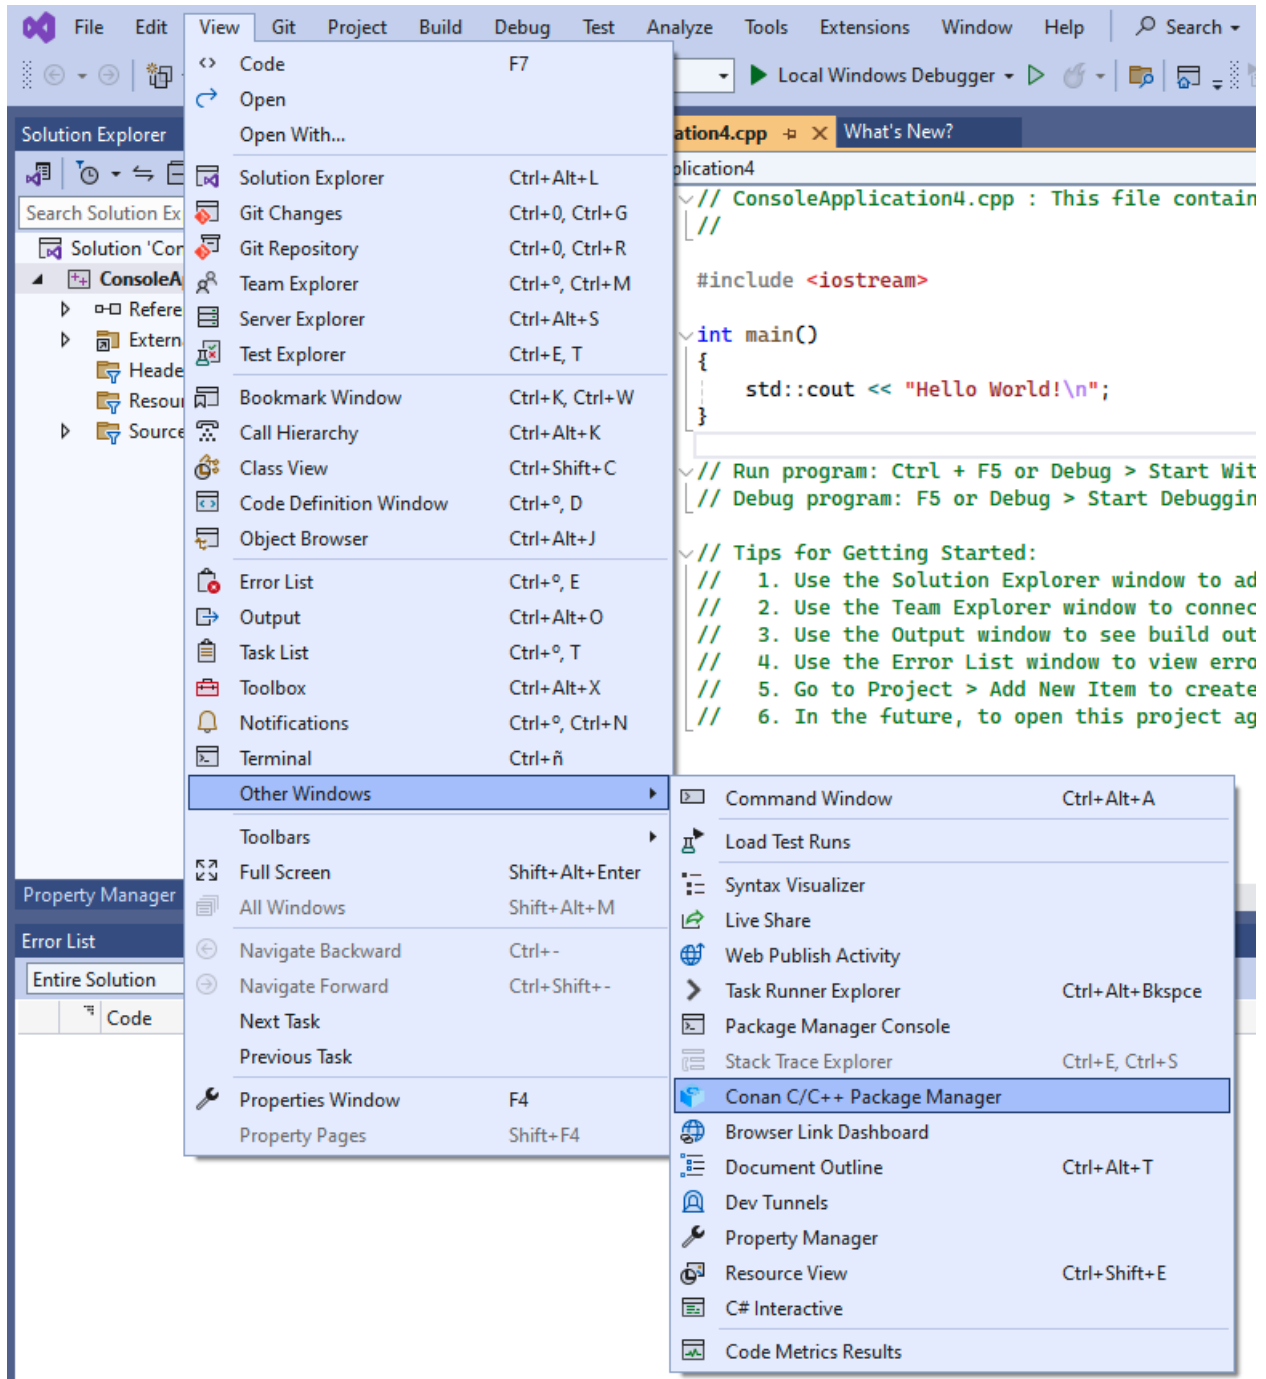 File Edit View Git Project Build Debug Test Analyze Tools Extensions Window Help Search
Local Windows Debugger
Solution Explorer
Search Solution Ex
Solution 'Con
ConsoleA
Refere
Extern
Heade
Resou
Source
Property Manager
Error List
Entire Solution
Code
Code F7
Open
Open With...
Solution Explorer Ctrl+Alt+L
Git Changes Ctrl+0, Ctrl+G
Git Repository Ctrl+0, Ctrl+R
Team Explorer Ctrl+º, Ctrl+M
Server Explorer Ctrl+Alt+S
Test Explorer Ctrl+E, T
Bookmark Window Ctrl+K, Ctrl+W
Call Hierarchy Ctrl+Alt+K
Class View Ctrl+Shift+C
Code Definition Window Ctrl+º, D
Object Browser Ctrl+Alt+J
Error List Ctrl+º, E
Output Ctrl+Alt+O
Task List Ctrl+º, T
Toolbox Ctrl+Alt+X
Notifications Ctrl+º, Ctrl+N
Terminal Ctrl+ñ
Other Windows
Toolbars
Full Screen Shift+Alt+Enter
All Windows Shift+Alt+M
Navigate Backward Ctrl+-
Navigate Forward Ctrl+Shift+-
Next Task
Previous Task
Properties Window F4
Property Pages Shift+F4
ation4.cpp What's New?
plication4
// ConsoleApplication4.cpp : This file contain
//
#include <iostream>
int main()
{
std::cout << "Hello World!\n";
}
// Run program: Ctrl + F5 or Debug > Start Wit
// Debug program: F5 or Debug > Start Debuggin
// Tips for Getting Started:
// 1. Use the Solution Explorer window to ad
// 2. Use the Team Explorer window to connec
// 3. Use the Output window to see build out
// 4. Use the Error List window to view erro
// 5. Go to Project > Add New Item to create
// 6. In the future, to open this project ag
Command Window Ctrl+Alt+A
Load Test Runs
Syntax Visualizer
Live Share
Web Publish Activity
Task Runner Explorer Ctrl+Alt+Bkspce
Package Manager Console
Stack Trace Explorer Ctrl+E, Ctrl+S
Conan C/C++ Package Manager
Browser Link Dashboard
Document Outline Ctrl+Alt+T
Dev Tunnels
Property Manager
Resource View Ctrl+Shift+E
C# Interactive
Code Metrics Results